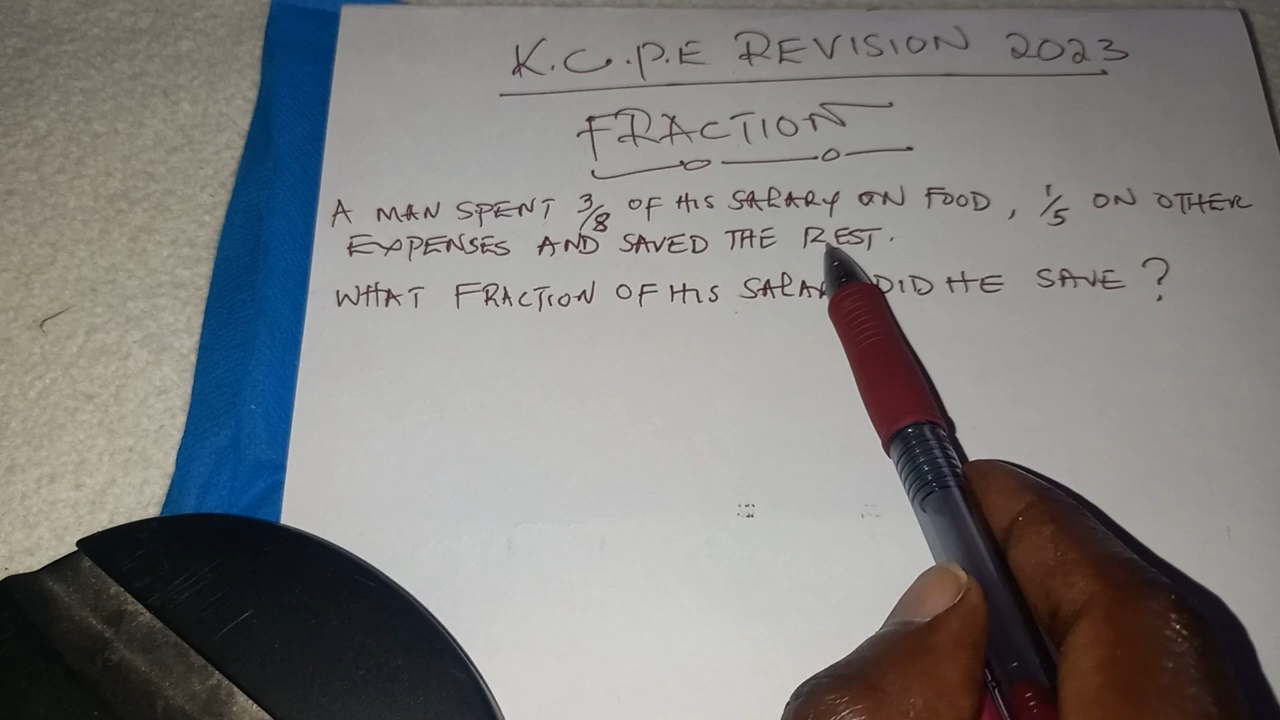 K.C.P.E REVISION 2023
FRACTION
A MAN SPENT 3/8 OF HIS SALARY ON FOOD, 1/5 ON OTHER
EXPENSES AND SAVED THE REST.
WHAT FRACTION OF HIS SALARY DID HE SAVE?